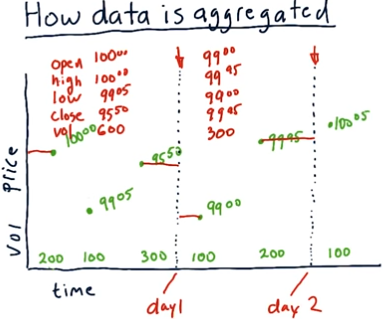 How data is aggregated
open 100⁰⁰ 99⁰⁰
high 100⁰⁰ 99⁹⁵
low 99⁰⁵ 99⁰⁰
close 95⁵⁰ 99⁹⁵
vol 600 300
100⁰⁰ 95⁵⁰ 99⁹⁵ 100⁰⁵
99⁰⁵ 99⁰⁰
price
vol
200 100 300 100 200 100
time
day1 day 2